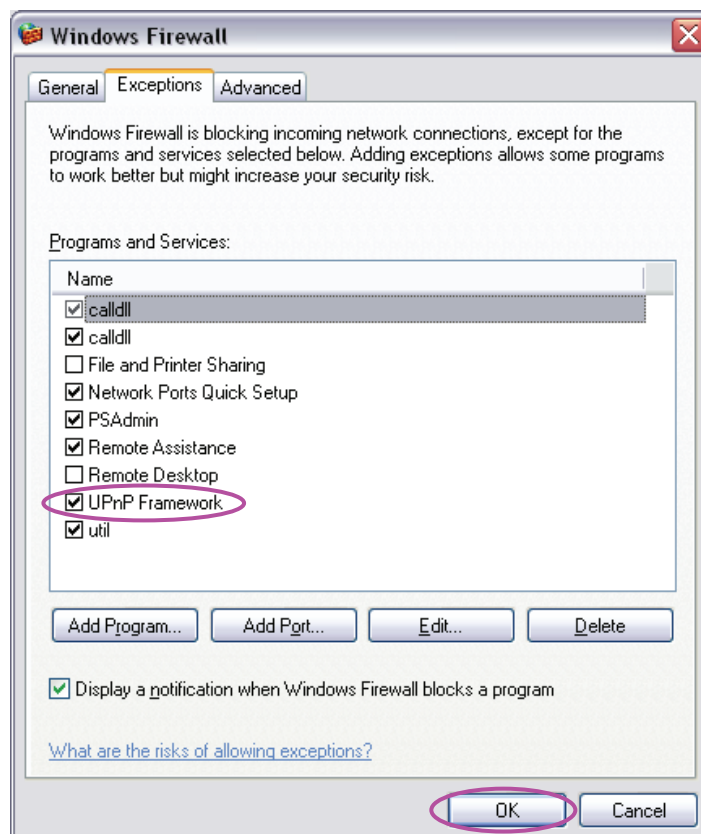 Windows Firewall
General Exceptions Advanced
Windows Firewall is blocking incoming network connections, except for the
programs and services selected below. Adding exceptions allows some programs
to work better but might increase your security risk.
Programs and Services:
Name
calldll
calldll
File and Printer Sharing
Network Ports Quick Setup
PSAdmin
Remote Assistance
Remote Desktop
UPnP Framework
util
Add Program... Add Port... Edit... Delete
Display a notification when Windows Firewall blocks a program
What are the risks of allowing exceptions?
OK Cancel